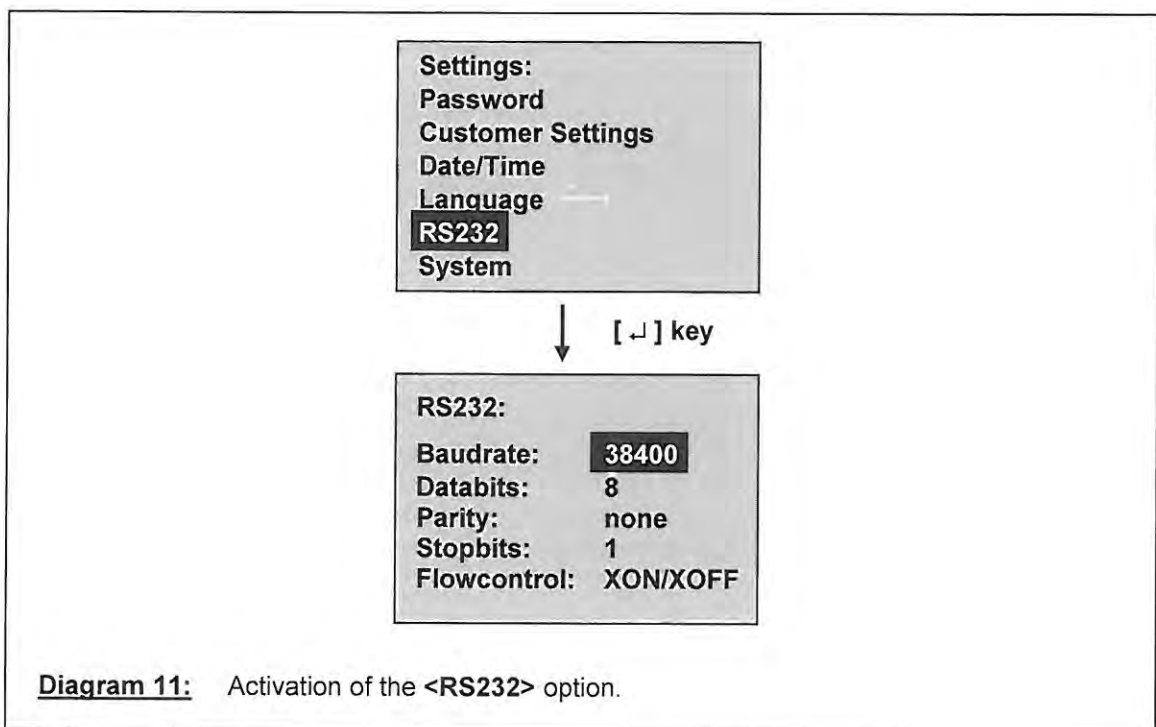 Settings:
Password
Customer Settings
Date/Time
Language
RS232
System
[ ↵ ] key
RS232:
Baudrate: 38400
Databits: 8
Parity: none
Stopbits: 1
Flowcontrol: XON/XOFF
Diagram 11: Activation of the <RS232> option.